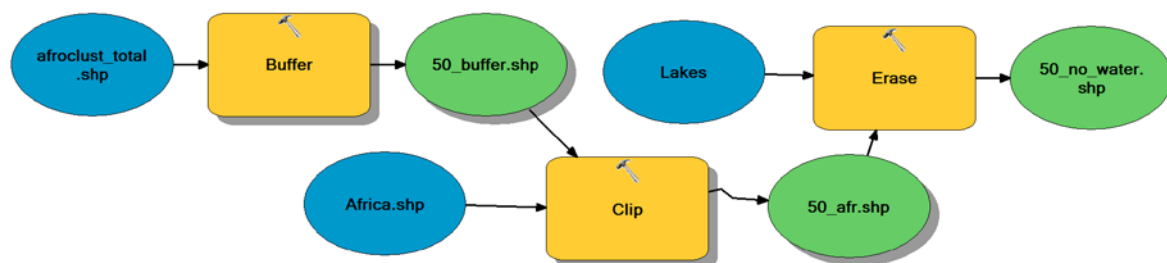 afroclust_total
.shp
Buffer
50_buffer.shp
Lakes
Erase
50_no_water.
shp
Africa.shp
Clip
50_afr.shp